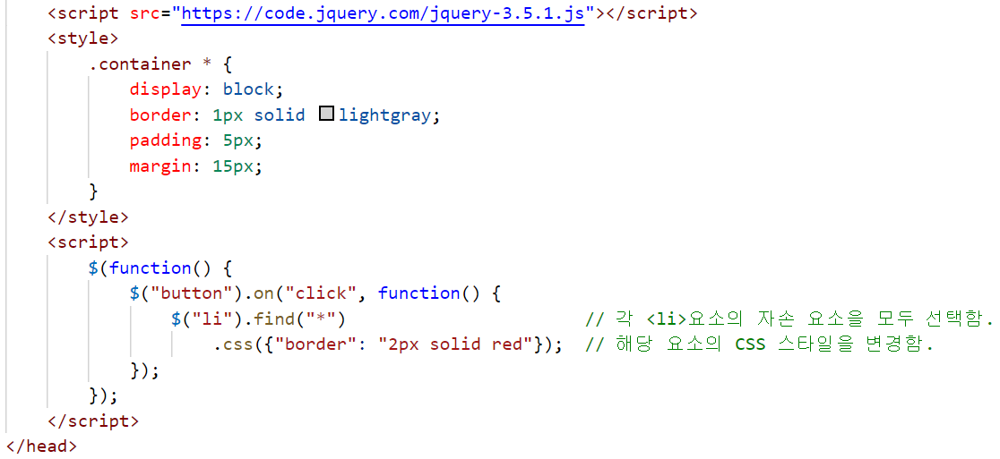 <script src="https://code.jquery.com/jquery-3.5.1.js"></script>
<style>
.container * {
display: block;
border: 1px solid lightgray;
padding: 5px;
margin: 15px;
}
</style>
<script>
$(function() {
$("button").on("click", function() {
$("li").find("*") // 각 <li>요소의 자손 요소을 모두 선택함.
.css({"border": "2px solid red"}); // 해당 요소의 CSS 스타일을 변경함.
});
});
</script>
</head>